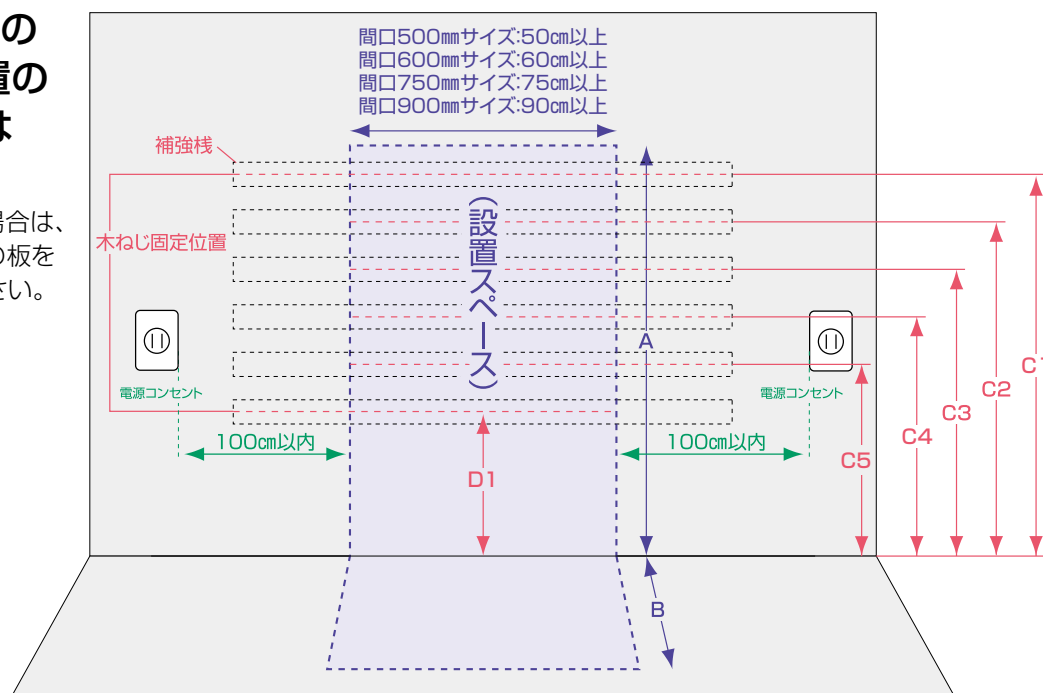 の
置の
は
場合は、
の板を
さい。
間口500㎜サイズ:50㎝以上
間口600㎜サイズ:60㎝以上
間口750㎜サイズ:75㎝以上
間口900㎜サイズ:90㎝以上
補強桟
木ねじ固定位置
(設置スペース)
A
B
C1
C2
C3
C4
C5
D1
電源コンセント
電源コンセント
100㎝以内
100㎝以内